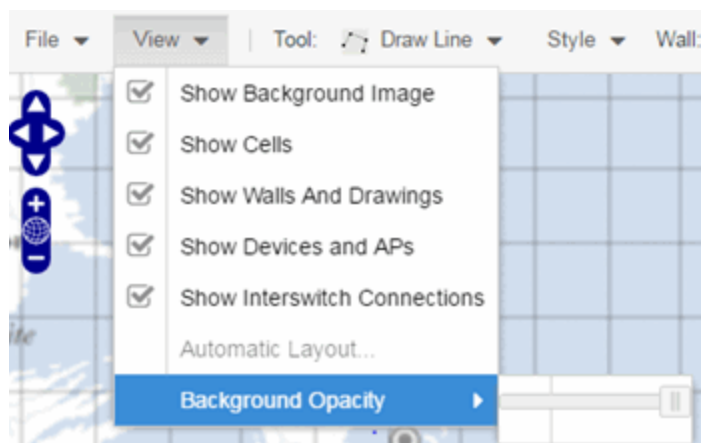 File View Tool: Draw Line Style Wall:
Show Background Image
Show Cells
Show Walls And Drawings
Show Devices and APs
Show Interswitch Connections
Automatic Layout...
Background Opacity